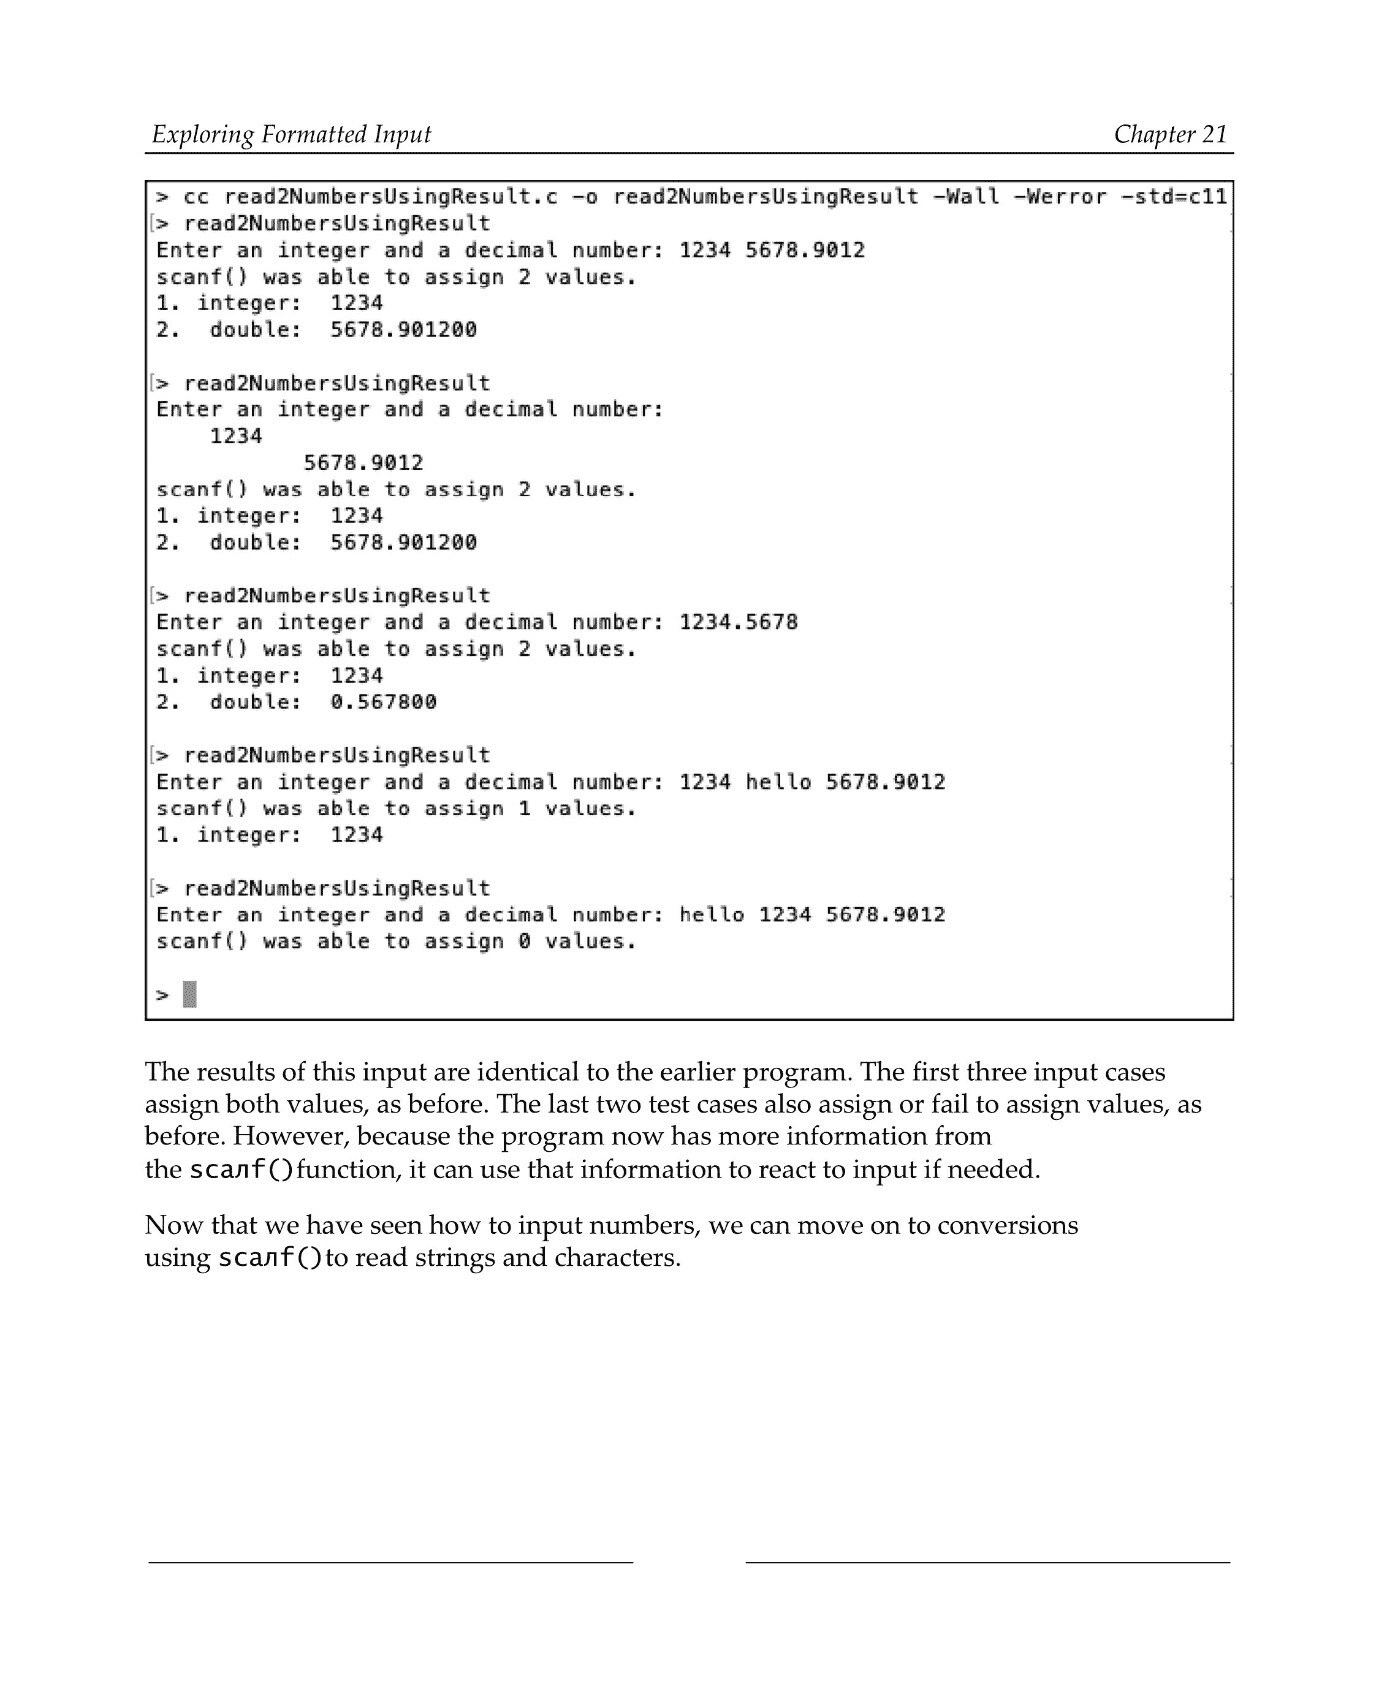 Exploring Formatted Input Chapter 21
> cc read2NumbersUsingResult.c -o read2NumbersUsingResult -Wall -Werror -std=c11
[> read2NumbersUsingResult
Enter an integer and a decimal number: 1234 5678.9012
scanf() was able to assign 2 values.
1. integer:  1234
2.  double:  5678.901200
[> read2NumbersUsingResult
Enter an integer and a decimal number:
1234
5678.9012
scanf() was able to assign 2 values.
1. integer:  1234
2.  double:  5678.901200
[> read2NumbersUsingResult
Enter an integer and a decimal number: 1234.5678
scanf() was able to assign 2 values.
1. integer:  1234
2.  double:  0.567800
[> read2NumbersUsingResult
Enter an integer and a decimal number: 1234 hello 5678.9012
scanf() was able to assign 1 values.
1. integer:  1234
[> read2NumbersUsingResult
Enter an integer and a decimal number: hello 1234 5678.9012
scanf() was able to assign 0 values.
>
The results of this input are identical to the earlier program. The first three input cases
assign both values, as before. The last two test cases also assign or fail to assign values, as
before. However, because the program now has more information from
the scaлf()function, it can use that information to react to input if needed.
Now that we have seen how to input numbers, we can move on to conversions
using scaлf()to read strings and characters.